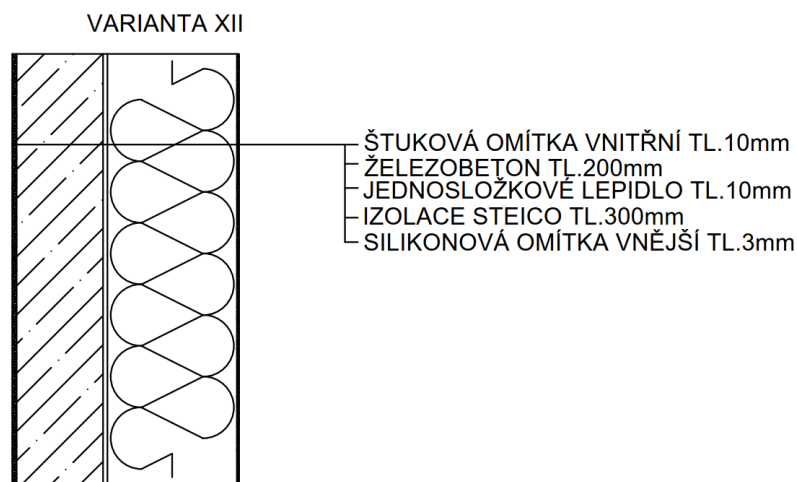 VARIANTA XII
ŠTUKOVÁ OMÍTKA VNITŘNÍ TL.10mm
ŽELEZOBETON TL.200mm
JEDNOSLOŽKOVÉ LEPIDLO TL.10mm
IZOLACE STEICO TL.300mm
SILIKONOVÁ OMÍTKA VNĚJŠÍ TL.3mm